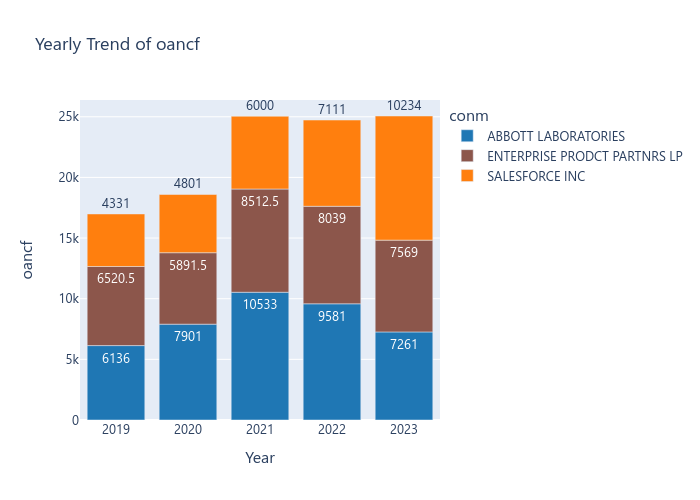 Yearly Trend of oancf
conm
ABBOTT LABORATORIES
ENTERPRISE PRODCT PARTNRS LP
SALESFORCE INC
oancf
25k
20k
15k
10k
5k
0
4331
4801
6000
7111
10234
6520.5
5891.5
8512.5
8039
7569
6136
7901
10533
9581
7261
2019
2020
2021
2022
2023
Year